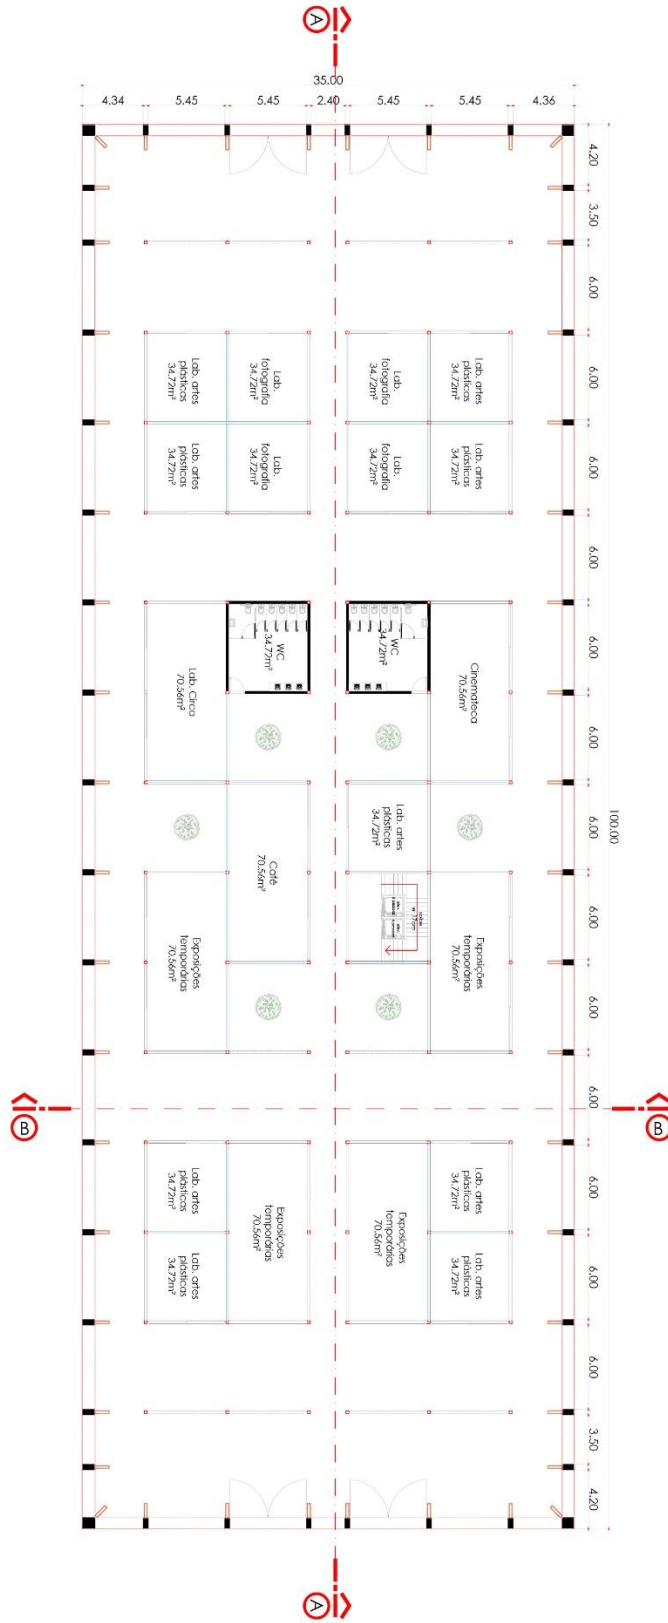 A
35.00
4.34 5.45 5.45 2.40 5.45 5.45 4.36
4.20
3.50
6.00
6.00
6.00
6.00
6.00
6.00
6.00
6.00
6.00
6.00
6.00
6.00
6.00
3.50
4.20
100.00
Lab. artes
plásticas
34.72m²
Lab.
fotografia
34.72m²
Lab.
fotografia
34.72m²
Lab. artes
plásticas
34.72m²
Lab. artes
plásticas
34.72m²
Lab.
fotografia
34.72m²
Lab.
fotografia
34.72m²
Lab. artes
plásticas
34.72m²
Lab. Circo
70.56m²
WC
34.72m²
WC
34.72m²
Cinemateca
70.56m²
Café
70.56m²
Lab. artes
plásticas
34.72m²
sobe
17cm
Exposições
temporárias
70.56m²
Exposições
temporárias
70.56m²
B
B
Lab. artes
plásticas
34.72m²
Exposições
temporárias
70.56m²
Exposições
temporárias
70.56m²
Lab. artes
plásticas
34.72m²
Lab. artes
plásticas
34.72m²
Lab. artes
plásticas
34.72m²
A